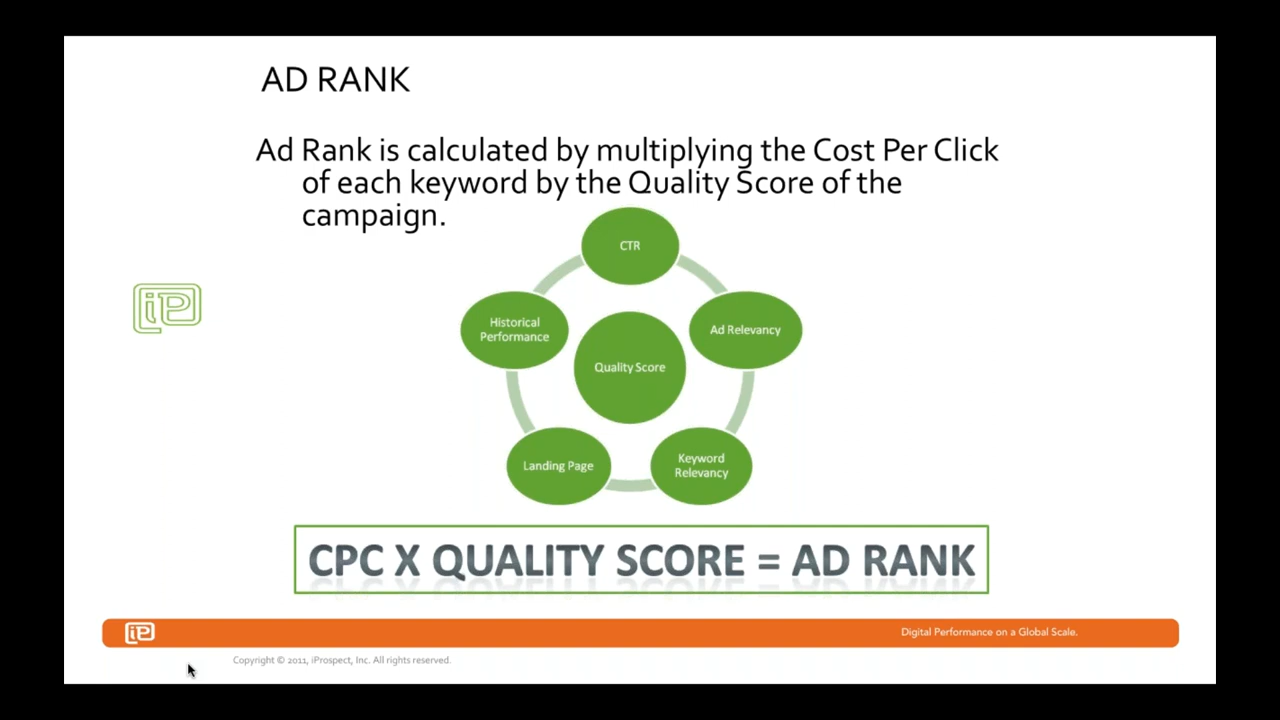 AD RANK
Ad Rank is calculated by multiplying the Cost Per Click
of each keyword by the Quality Score of the
campaign.
CTR
Historical
Performance
Ad Relevancy
Quality Score
iP
Landing Page
Keyword
Relevancy
CPC X QUALITY SCORE = AD RANK
iP
Digital Performance on a Global Scale.
Copyright © 2011, iProspect, Inc. All rights reserved.